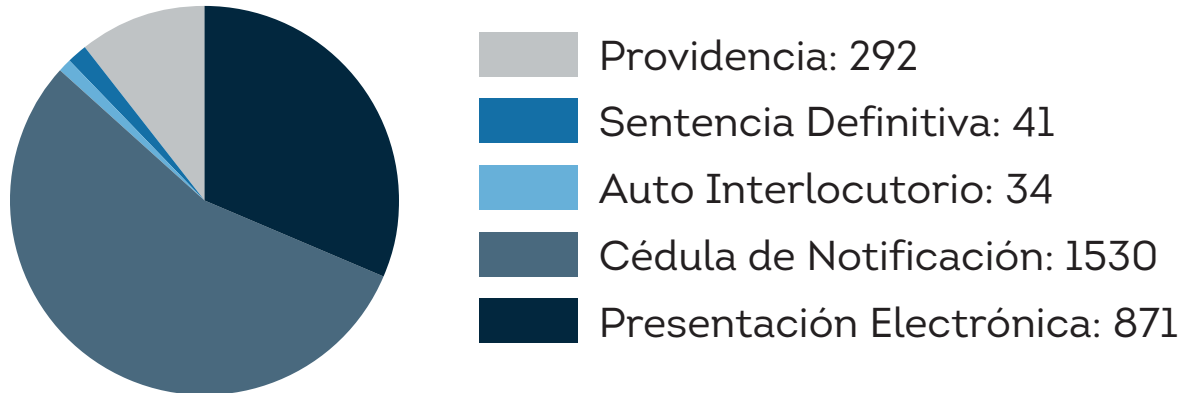 Providencia: 292
Sentencia Definitiva: 41
Auto Interlocutorio: 34
Cédula de Notificación: 1530
Presentación Electrónica: 871